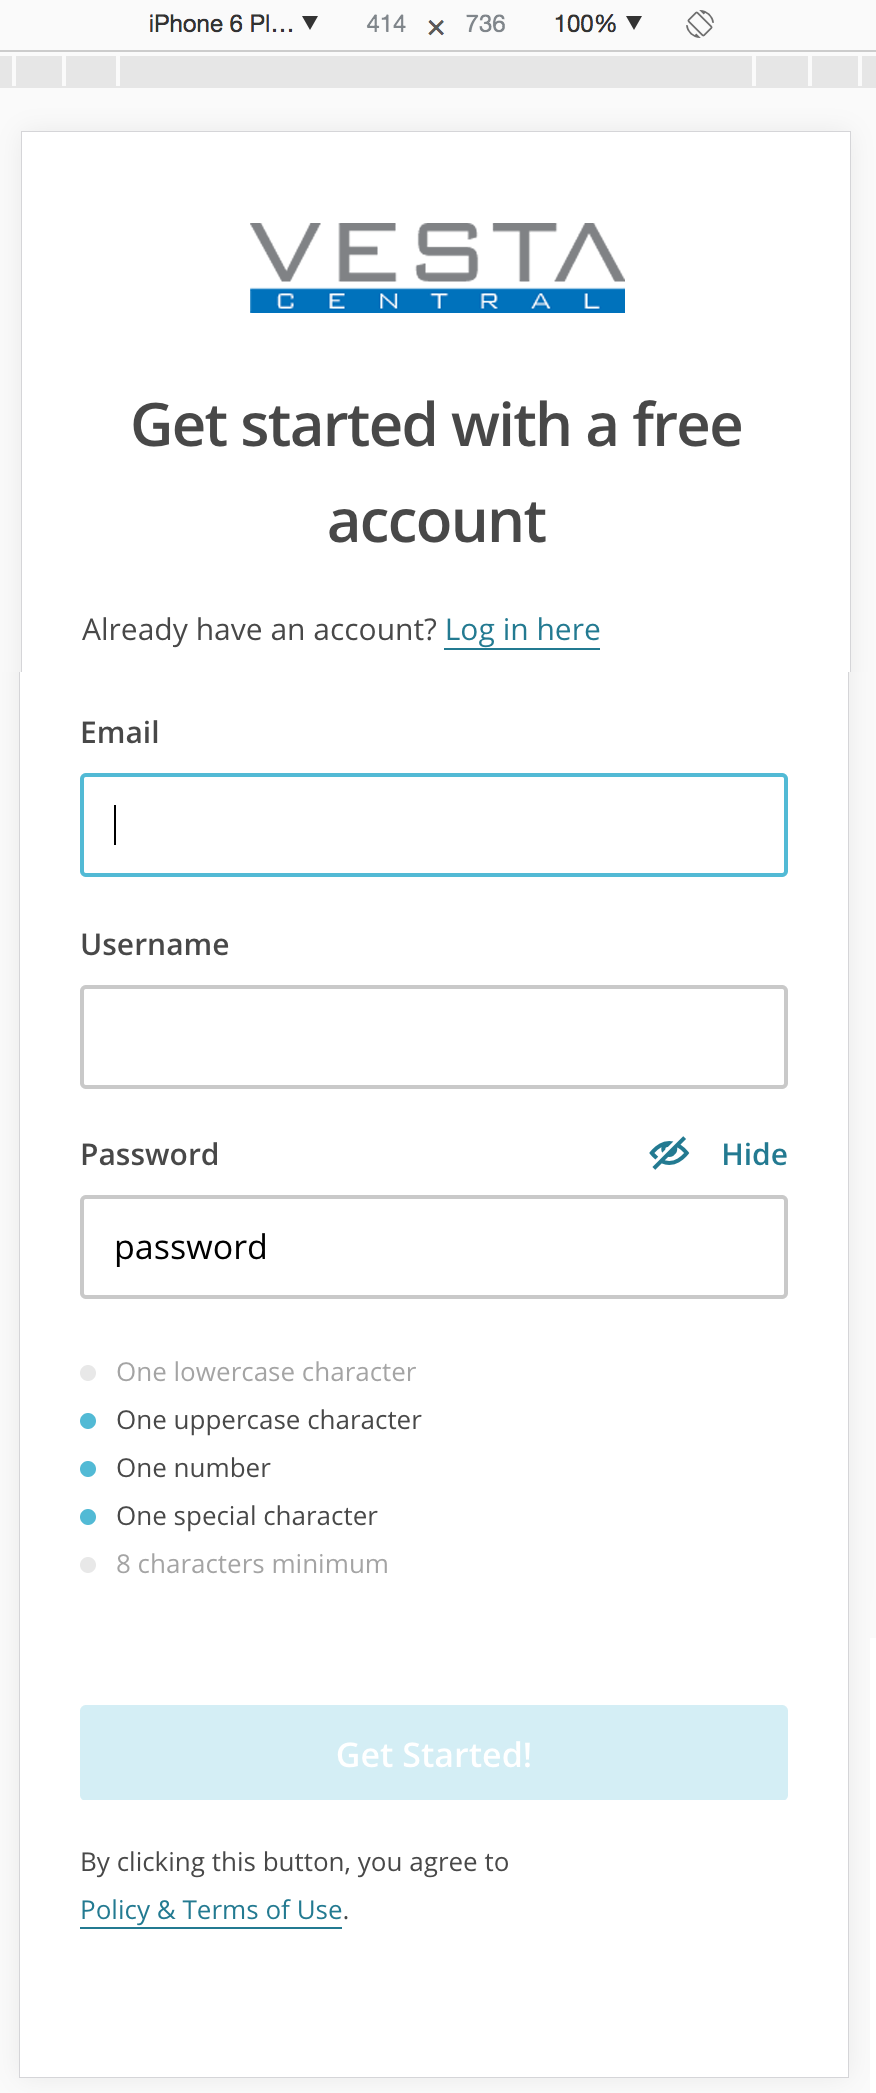 iPhone 6 Pl... ▼ 414 × 736 100% ▼
VESTA
CENTRAL
Get started with a free
account
Already have an account? Log in here
Email
Username
Password Hide
password
One lowercase character
One uppercase character
One number
One special character
8 characters minimum
Get Started!
By clicking this button, you agree to
Policy & Terms of Use.